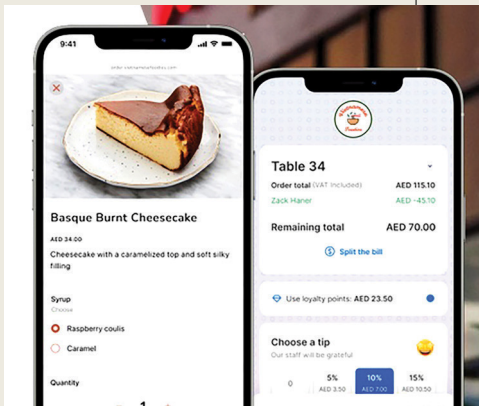 9:41
Basque Burnt Cheesecake
AED 34.00
Cheesecake with a caramelized top and soft silky
filling
Syrup
Choose
Raspberry coulis
Caramel
Quantity
1
Table 34
Order total (VAT Included) AED 115.10
Zack Haner AED -45.10
Remaining total AED 70.00
Split the bill
Use loyalty points: AED 23.50
Choose a tip
Our staff will be grateful
0 5% 10% 15%
AED 3.50 AED 7.00 AED 10.50